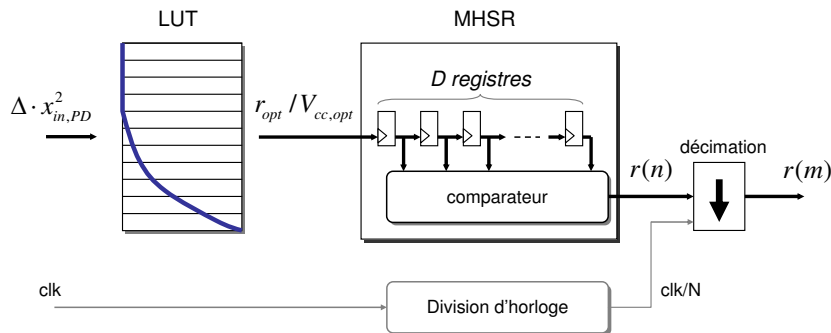 LUT
MHSR
Δ · x²in,PD
ropt /Vcc,opt
D registres
comparateur
r(n)
décimation
r(m)
clk
Division d'horloge
clk/N